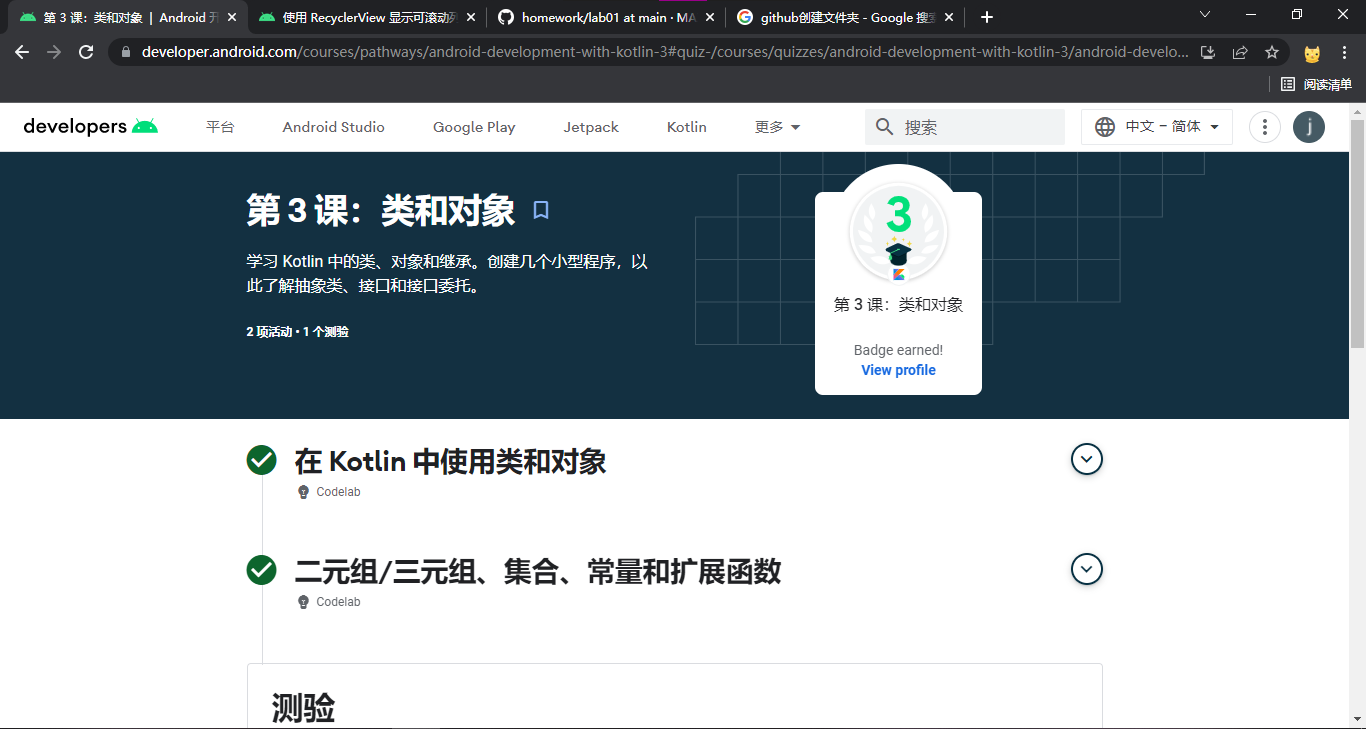 第 3 课：类和对象 | Android 开
使用 RecyclerView 显示可滚动列
homework/lab01 at main · MA
github创建文件夹 - Google 搜索
developer.android.com/courses/pathways/android-development-with-kotlin-3#quiz-/courses/quizzes/android-development-with-kotlin-3/android-develo...
阅读清单
developers 平台 Android Studio Google Play Jetpack Kotlin 更多 搜索 中文 – 简体 j
第 3 课：类和对象
学习 Kotlin 中的类、对象和继承。创建几个小型程序，以
此了解抽象类、接口和接口委托。
2 项活动 • 1 个测验
3
第 3 课：类和对象
Badge earned!
View profile
在 Kotlin 中使用类和对象
Codelab
二元组/三元组、集合、常量和扩展函数
Codelab
测验